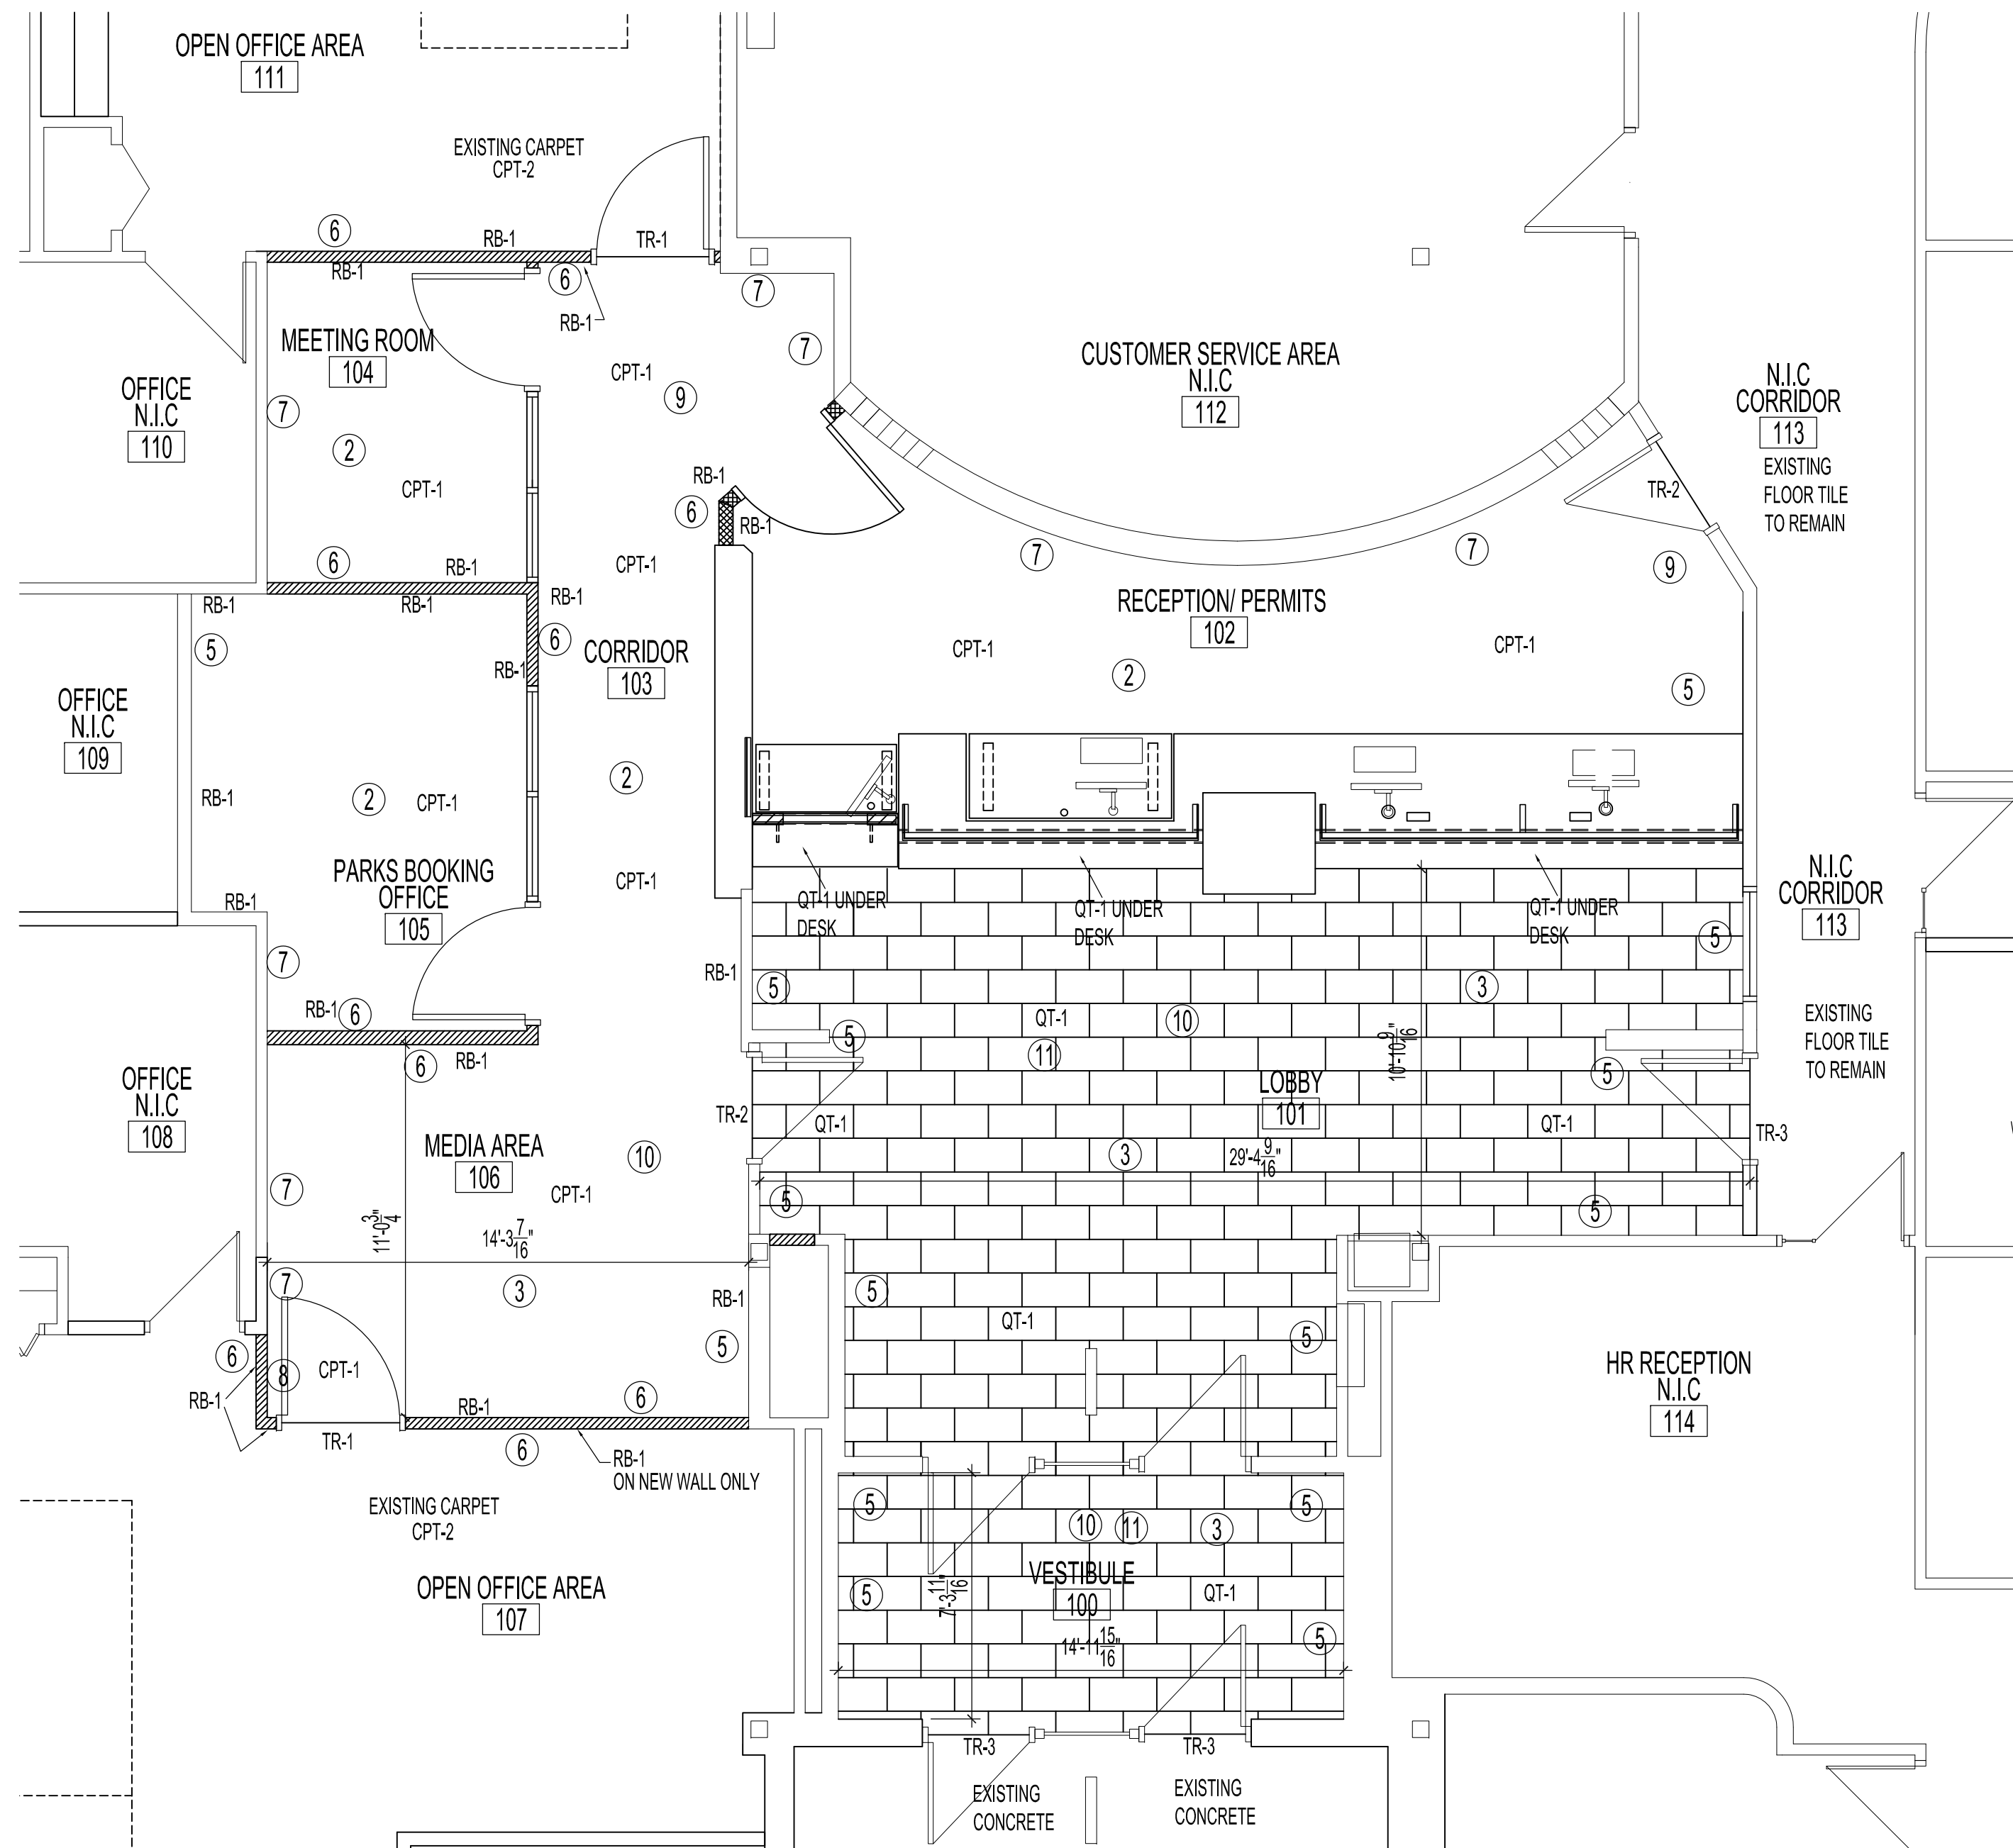 OPEN OFFICE AREA
111
EXISTING CARPET
CPT-2
6
RB-1
TR-1
RB-1
6
7
RB-1
MEETING ROOM
104
7
CPT-1
9
CUSTOMER SERVICE AREA
N.I.C
112
N.I.C
CORRIDOR
113
EXISTING
FLOOR TILE
TO REMAIN
OFFICE
N.I.C
110
7
2
CPT-1
RB-1
6
RB-1
TR-2
7
7
9
6
RB-1
CPT-1
RB-1
RB-1
RB-1
5
6
RB-1
CORRIDOR
103
RECEPTION/ PERMITS
102
CPT-1
CPT-1
2
5
OFFICE
N.I.C
109
RB-1
2
CPT-1
2
PARKS BOOKING
OFFICE
105
CPT-1
RB-1
QT-1 UNDER
DESK
QT-1 UNDER
DESK
QT-1 UNDER
DESK
5
N.I.C
CORRIDOR
113
7
RB-1
5
3
RB-1
6
QT-1
10
5
11
10'-10 9/16"
EXISTING
FLOOR TILE
TO REMAIN
6
RB-1
5
OFFICE
N.I.C
108
LOBBY
101
TR-2
QT-1
QT-1
TR-3
MEDIA AREA
106
10
3
29'-4 9/16"
7
CPT-1
5
5
11'-0 3/4"
14'-3 7/16"
7
3
RB-1
5
QT-1
5
6
8
CPT-1
5
RB-1
RB-1
6
TR-1
6
RB-1
ON NEW WALL ONLY
HR RECEPTION
N.I.C
114
EXISTING CARPET
CPT-2
5
5
10
11
3
OPEN OFFICE AREA
107
VESTIBULE
100
5
7'-3 11/16"
QT-1
14'-11 15/16"
5
TR-3
TR-3
EXISTING
CONCRETE
EXISTING
CONCRETE